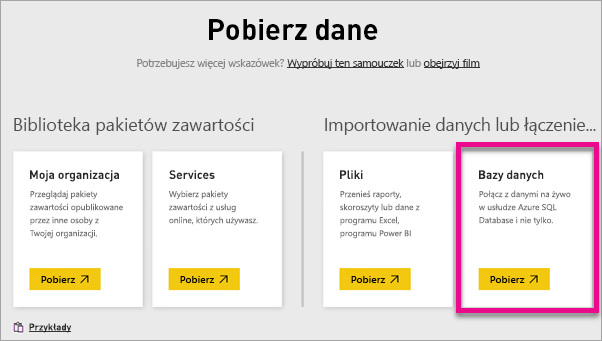 Pobierz dane
Potrzebujesz więcej wskazówek? Wypróbuj ten samouczek lub obejrzyj film
Biblioteka pakietów zawartości
Moja organizacja
Przeglądaj pakiety
zawartości opublikowane
przez inne osoby z
Twojej organizacji.
Pobierz
Services
Wybierz pakiety
zawartości z usług
online, których używasz.
Pobierz
Importowanie danych lub łączenie...
Pliki
Przenieś raporty,
skoroszyty lub dane z
programu Excel,
programu Power BI
Pobierz
Bazy danych
Połącz z danymi na żywo
w usłudze Azure SQL
Database i nie tylko.
Pobierz
Przykłady